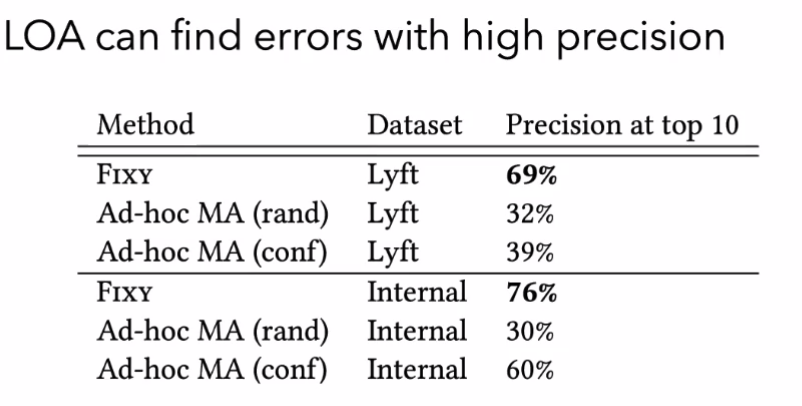 LOA can find errors with high precision
Method Dataset Precision at top 10
Fixy Lyft 69%
Ad-hoc MA (rand) Lyft 32%
Ad-hoc MA (conf) Lyft 39%
Fixy Internal 76%
Ad-hoc MA (rand) Internal 30%
Ad-hoc MA (conf) Internal 60%